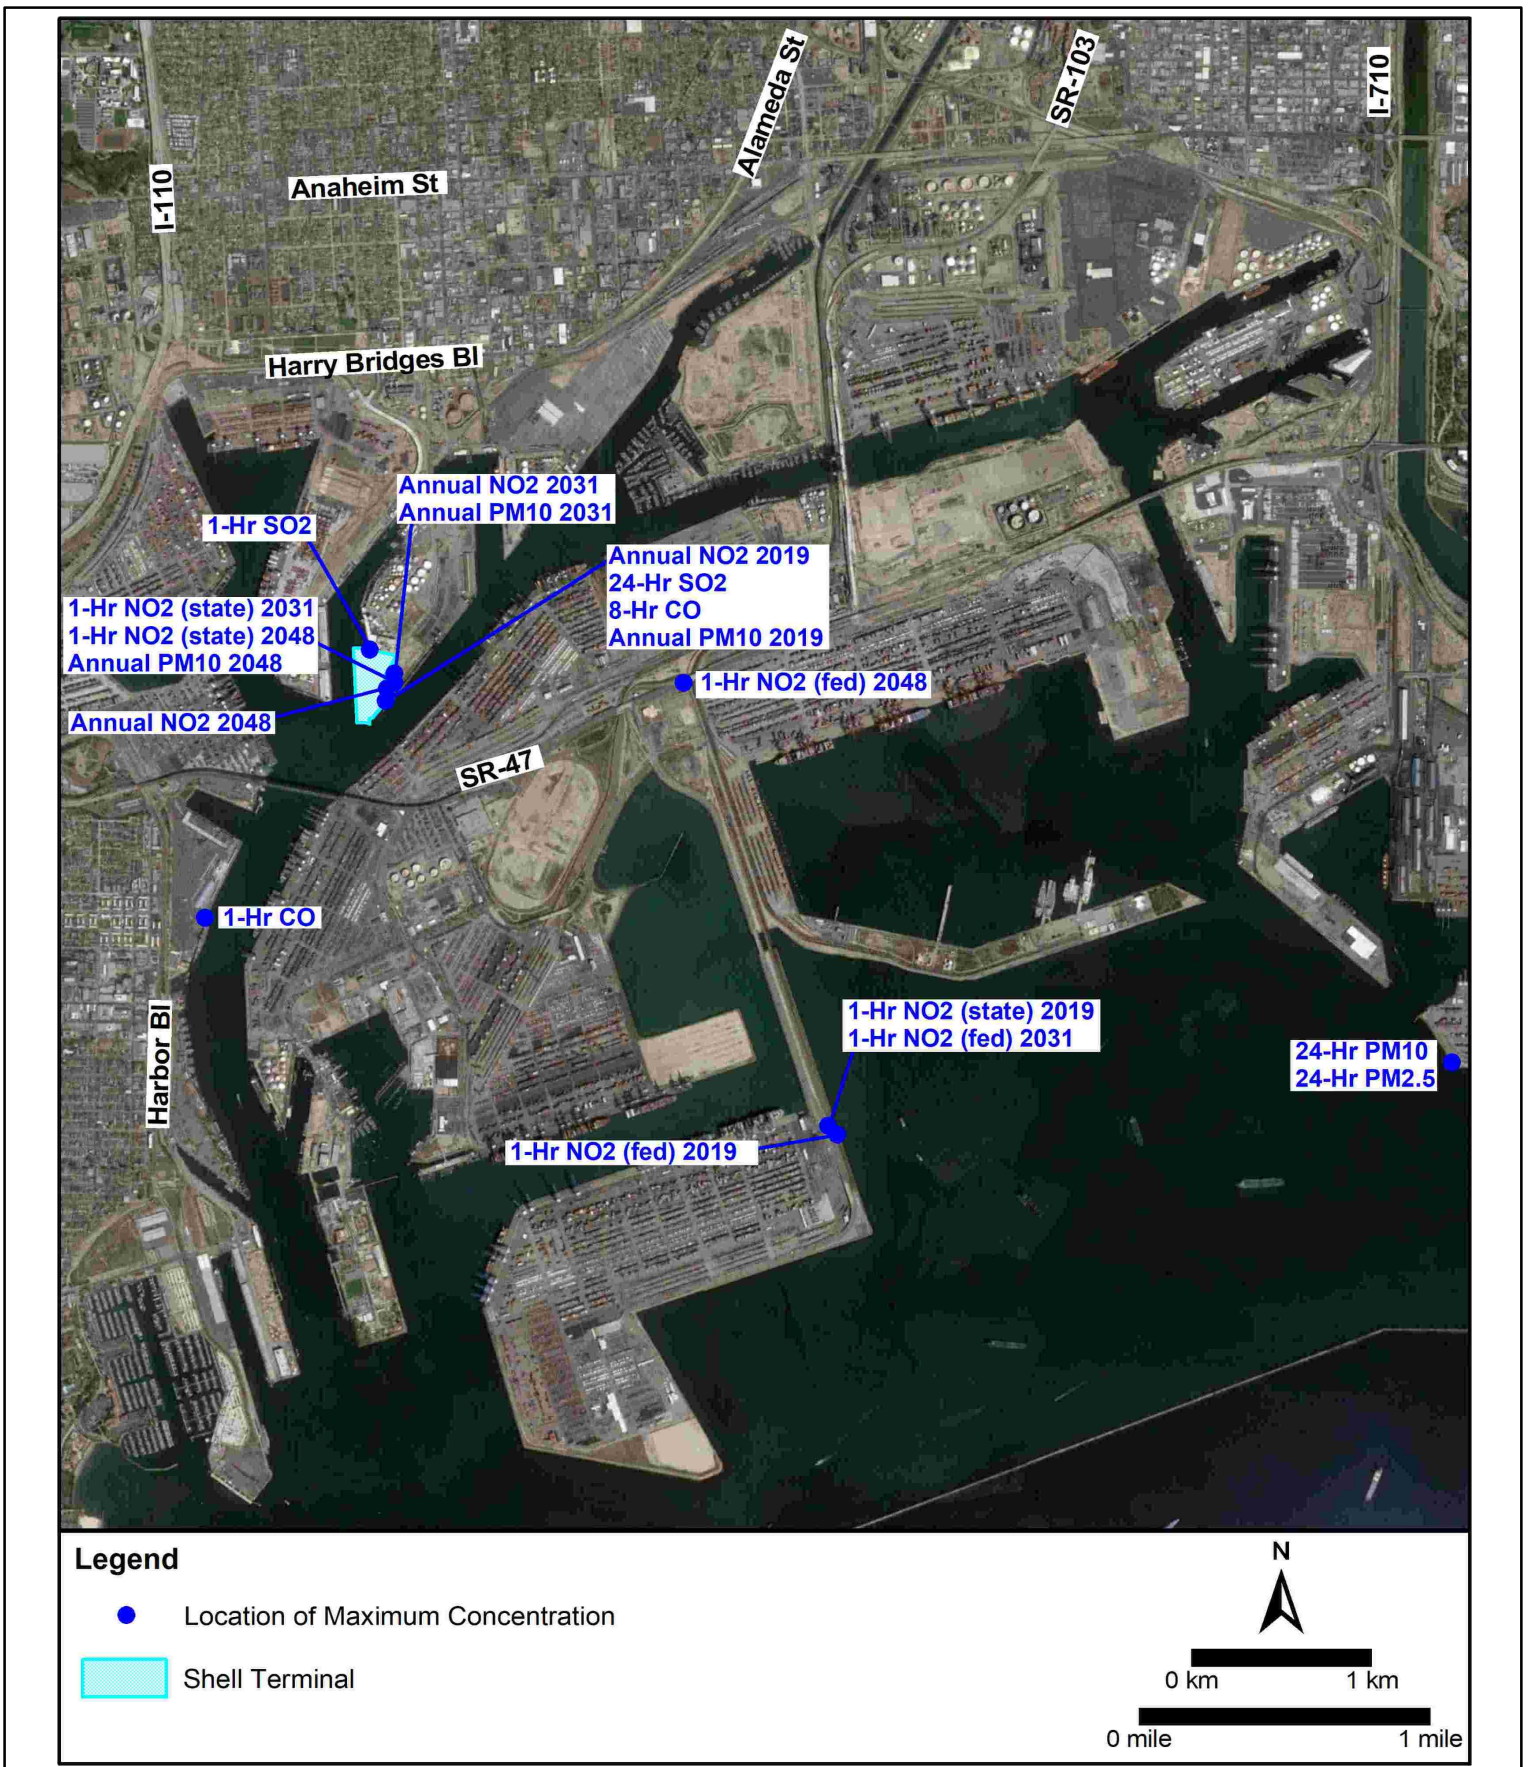 Alameda St
SR-103
I-710
I-110
Anaheim St
Harry Bridges Bl
Annual NO2 2031
Annual PM10 2031
1-Hr SO2
Annual NO2 2019
24-Hr SO2
8-Hr CO
Annual PM10 2019
1-Hr NO2 (state) 2031
1-Hr NO2 (state) 2048
Annual PM10 2048
1-Hr NO2 (fed) 2048
Annual NO2 2048
SR-47
1-Hr CO
Harbor Bl
1-Hr NO2 (state) 2019
1-Hr NO2 (fed) 2031
24-Hr PM10
24-Hr PM2.5
1-Hr NO2 (fed) 2019
Legend
Location of Maximum Concentration
Shell Terminal
N
0 km 1 km
0 mile 1 mile